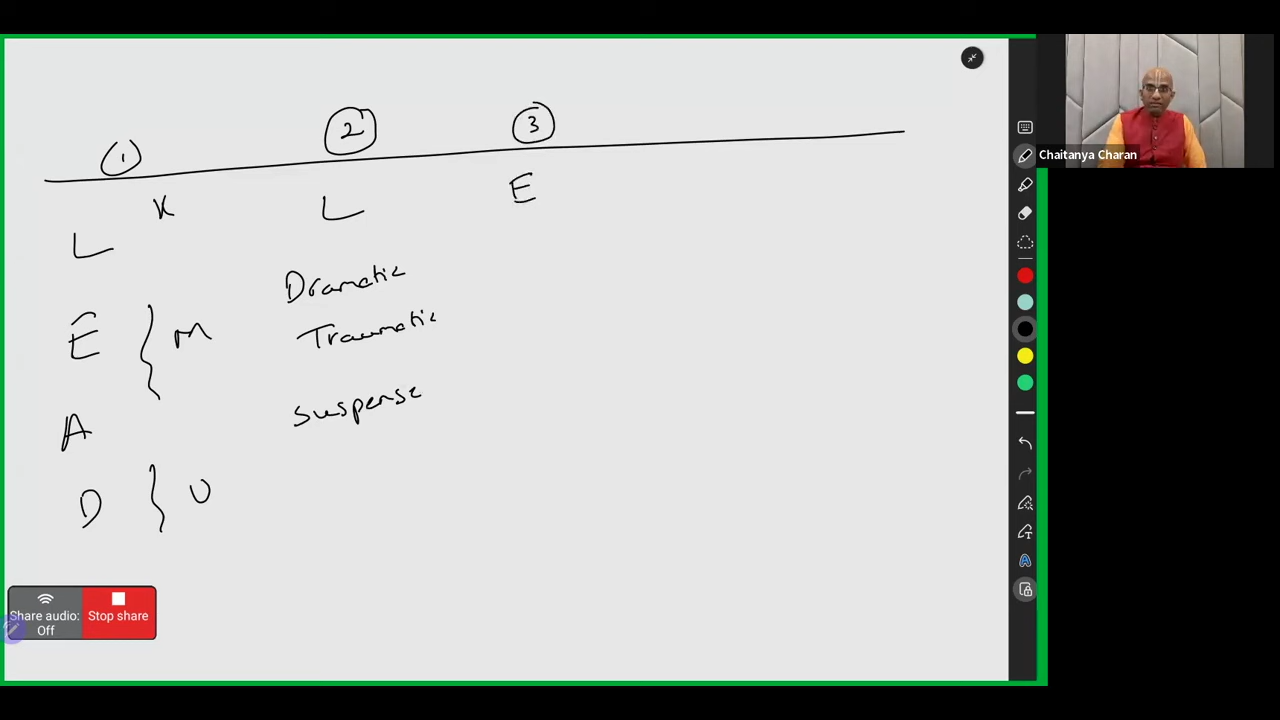 1 2 3
K L E
L
Dramatic
E } M Traumatic
A suspense
D } U
Chaitanya Charan
A
Share audio: Off
Stop share